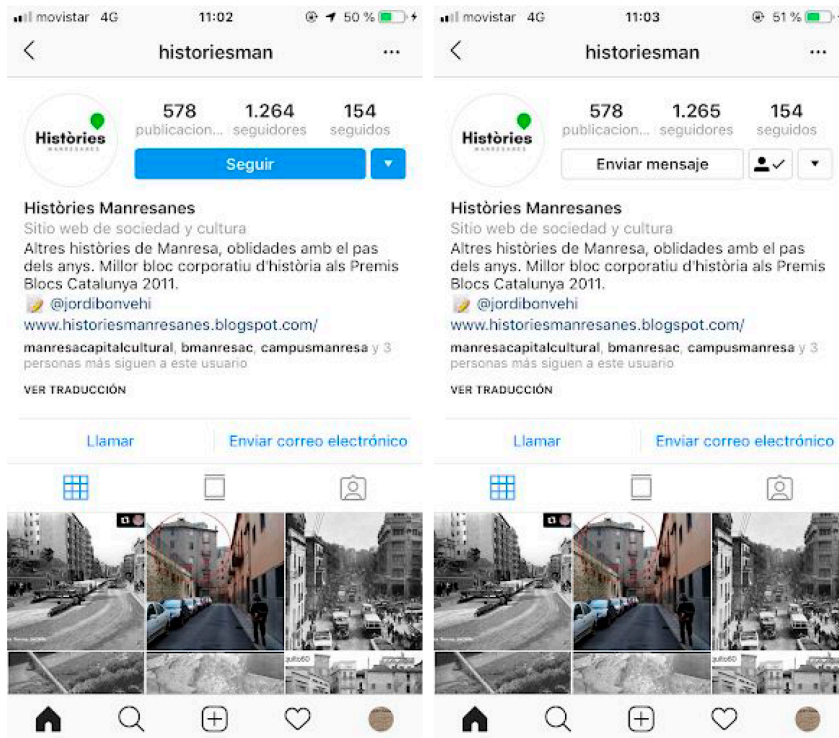 movistar 4G 11:02 50 %
historiesman
578 1.264 154
publicacion... seguidores seguidos
Històries
MANRESANES
Seguir
Històries Manresanes
Sitio web de sociedad y cultura
Altres històries de Manresa, oblidades amb el pas
dels anys. Millor bloc corporatiu d'història als Premis
Blocs Catalunya 2011.
@jordibonvehi
www.historiesmanresanes.blogspot.com/
manresacapitalcultural, bmanresac, campusmanresa y 3
personas más siguen a este usuario
VER TRADUCCIÓN
Llamar Enviar correo electrónico
quito60
movistar 4G 11:03 51 %
historiesman
578 1.265 154
publicacion... seguidores seguidos
Històries
MANRESANES
Enviar mensaje
Històries Manresanes
Sitio web de sociedad y cultura
Altres històries de Manresa, oblidades amb el pas
dels anys. Millor bloc corporatiu d'història als Premis
Blocs Catalunya 2011.
@jordibonvehi
www.historiesmanresanes.blogspot.com/
manresacapitalcultural, bmanresac, campusmanresa y 3
personas más siguen a este usuario
VER TRADUCCIÓN
Llamar Enviar correo electrónico
quito60